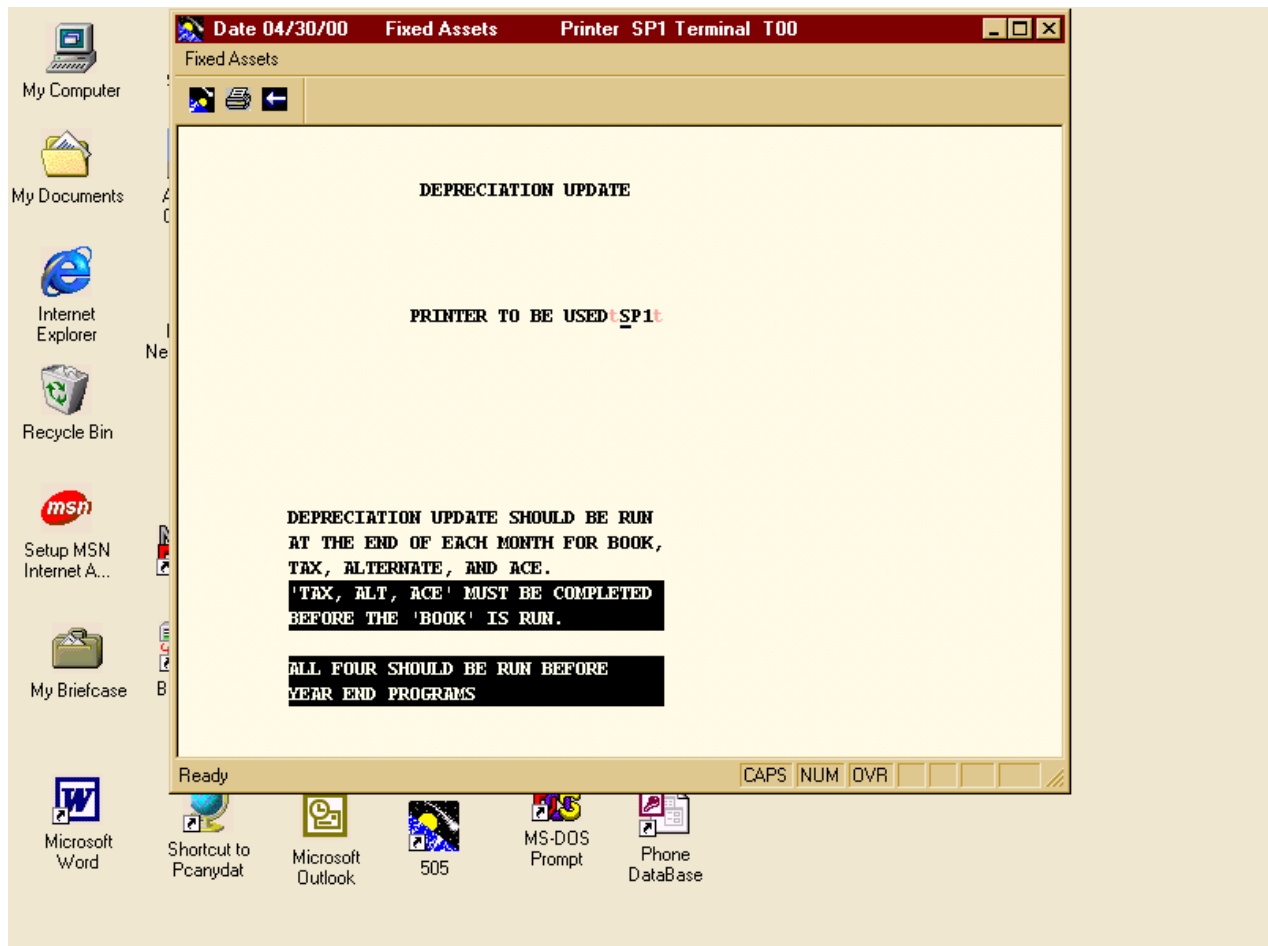 Date 04/30/00 Fixed Assets Printer SP1 Terminal T00
Fixed Assets
My Computer
My Documents
DEPRECIATION UPDATE
Internet
Explorer
Ne
PRINTER TO BE USEDtSP1t
Recycle Bin
msn
Setup MSN
Internet A...
DEPRECIATION UPDATE SHOULD BE RUN
AT THE END OF EACH MONTH FOR BOOK,
TAX, ALTERNATE, AND ACE.
'TAX, ALT, ACE' MUST BE COMPLETED
BEFORE THE 'BOOK' IS RUN.
ALL FOUR SHOULD BE RUN BEFORE
YEAR END PROGRAMS
My Briefcase
B
Ready CAPS NUM OVR
Microsoft
Word
Shortcut to
Pcanydat
Microsoft
Outlook
505
MS-DOS
Prompt
Phone
DataBase